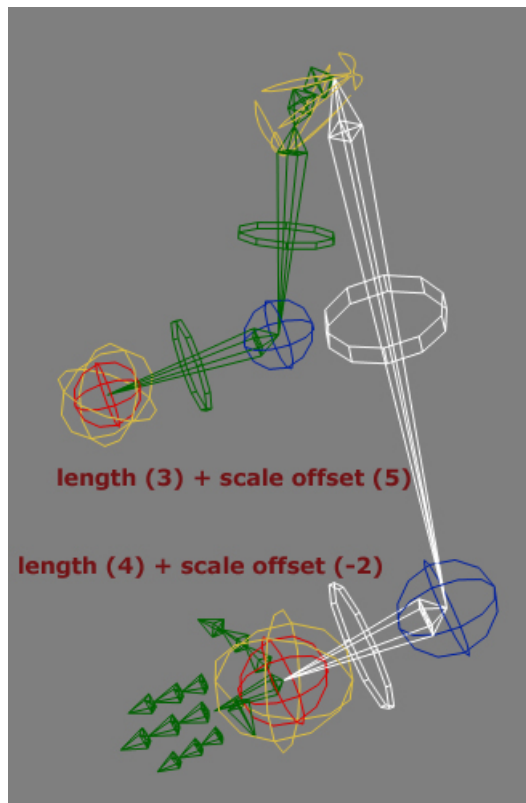 length (3) + scale offset (5)
length (4) + scale offset (-2)